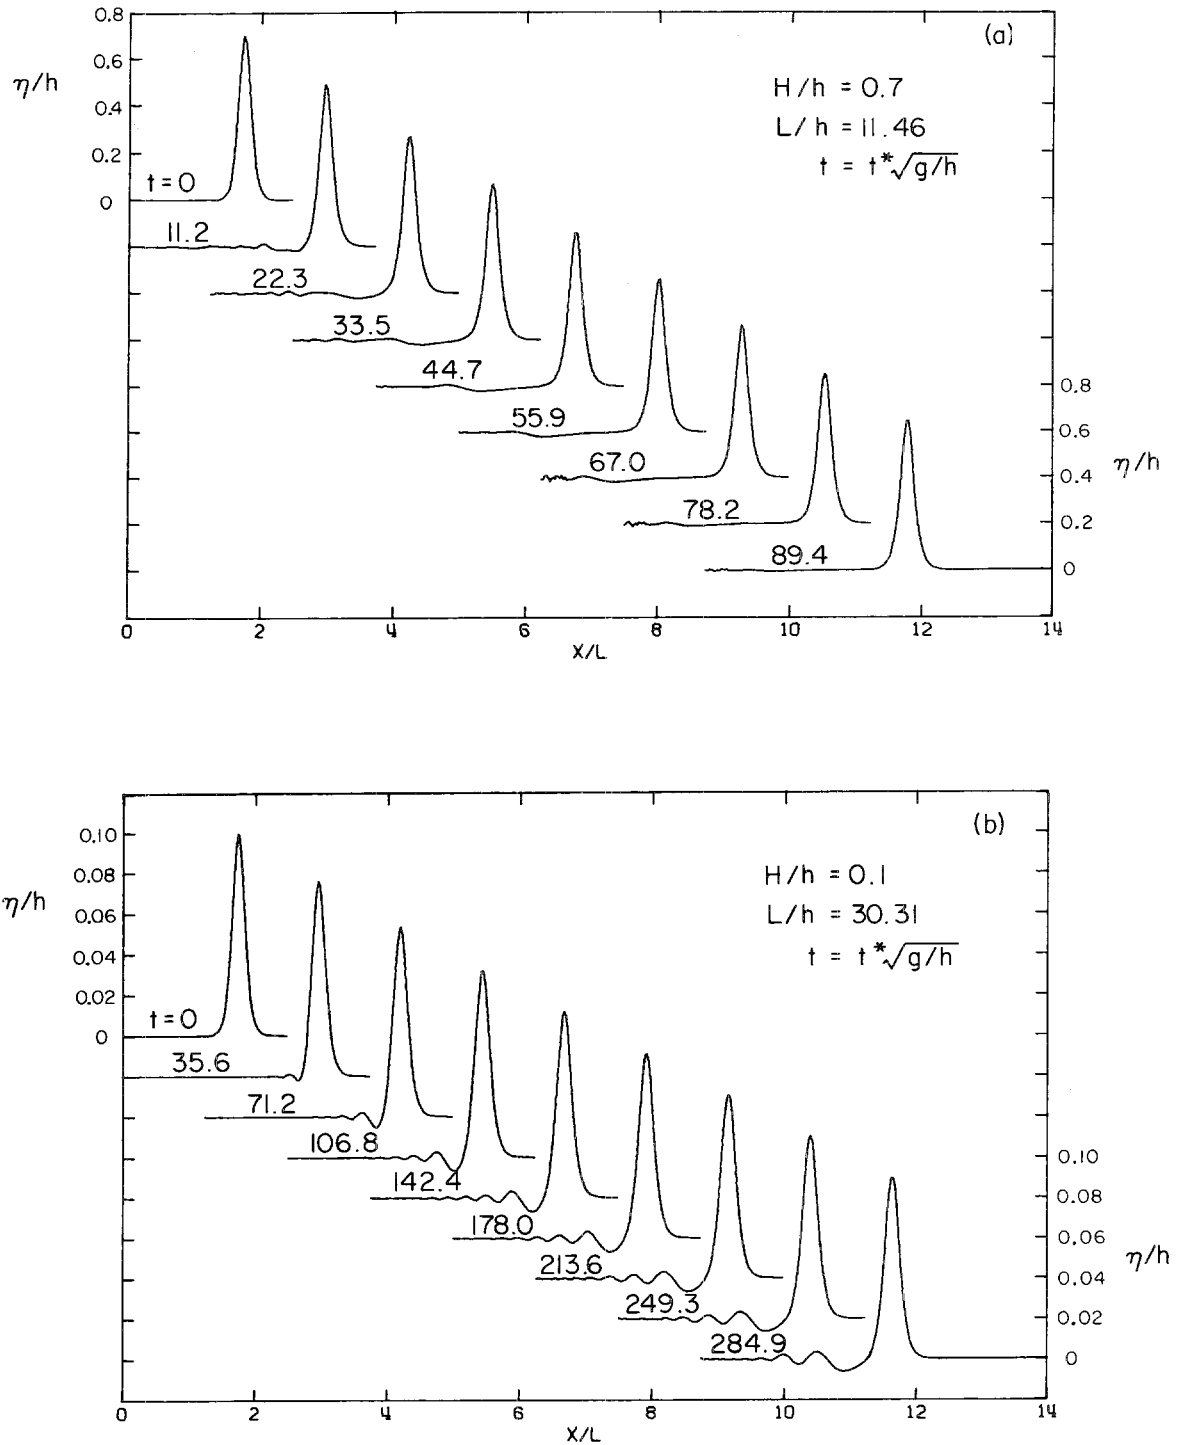 (a)
0.8
0.6
η/h
0.4
0.2
0
H/h = 0.7
L/h = 11.46
t = t*√g/h
t=0
11.2
22.3
33.5
44.7
55.9
67.0
78.2
89.4
0.8
0.6
η/h
0.4
0.2
0
0 2 4 6 8 10 12 14
X/L
(b)
0.10
0.08
η/h
0.06
0.04
0.02
0
H/h = 0.1
L/h = 30.31
t = t*√g/h
t=0
35.6
71.2
106.8
142.4
178.0
213.6
249.3
284.9
0.10
0.08
0.06
η/h
0.04
0.02
0
0 2 4 6 8 10 12 14
X/L